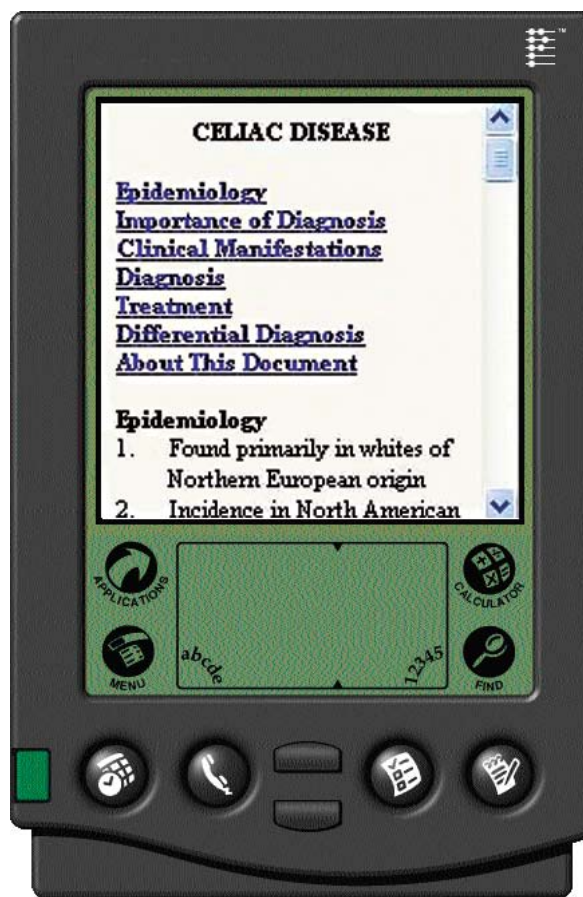 ™
CELIAC DISEASE
Epidemiology
Importance of Diagnosis
Clinical Manifestations
Diagnosis
Treatment
Differential Diagnosis
About This Document
Epidemiology
1. Found primarily in whites of
Northern European origin
2. Incidence in North American
APPLICATIONS
CALCULATOR
MENU
abcde
12345
FIND